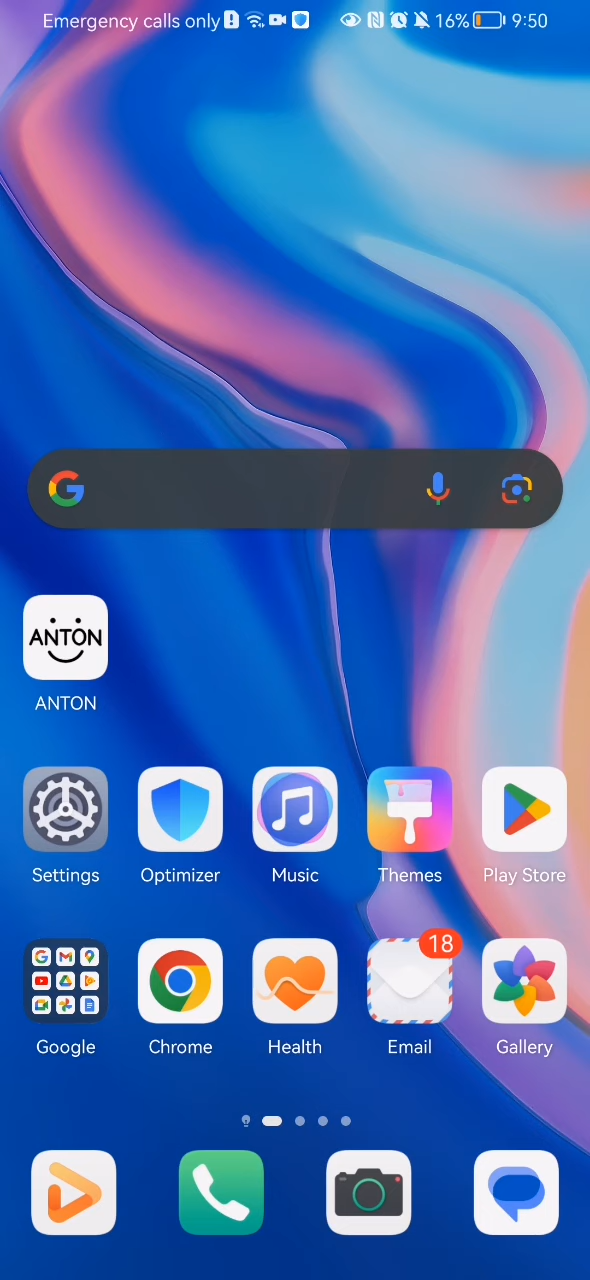 Emergency calls only 16% 9:50
ANTON
ANTON
Settings Optimizer Music Themes Play Store
18
Google Chrome Health Email Gallery